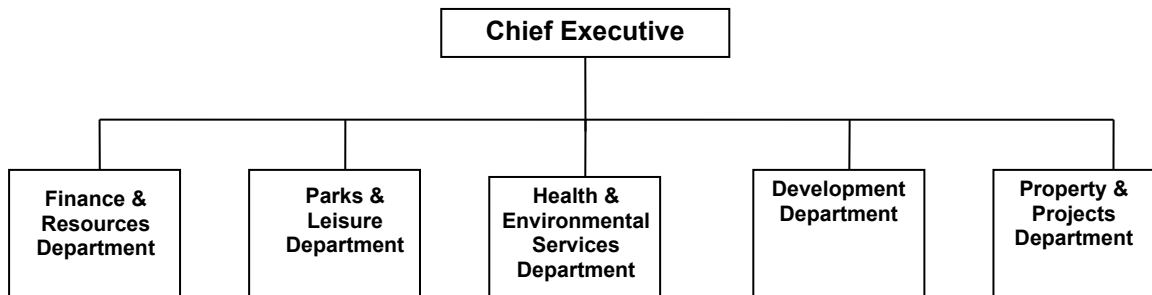 Chief Executive
Finance &
Resources
Department
Parks &
Leisure
Department
Health &
Environmental
Services
Department
Development
Department
Property &
Projects
Department